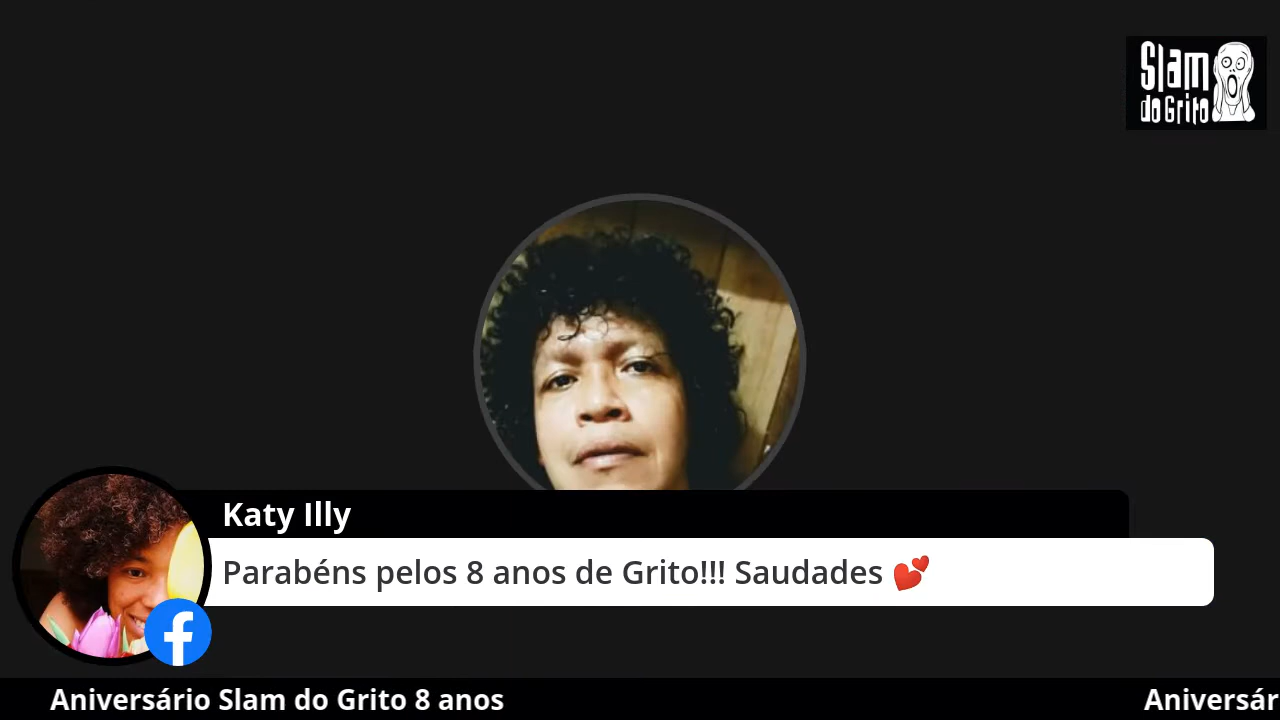 Slam
do Grito
Katy Illy
Parabéns pelos 8 anos de Grito!!! Saudades 💕
Aniversário Slam do Grito 8 anos
Aniversár